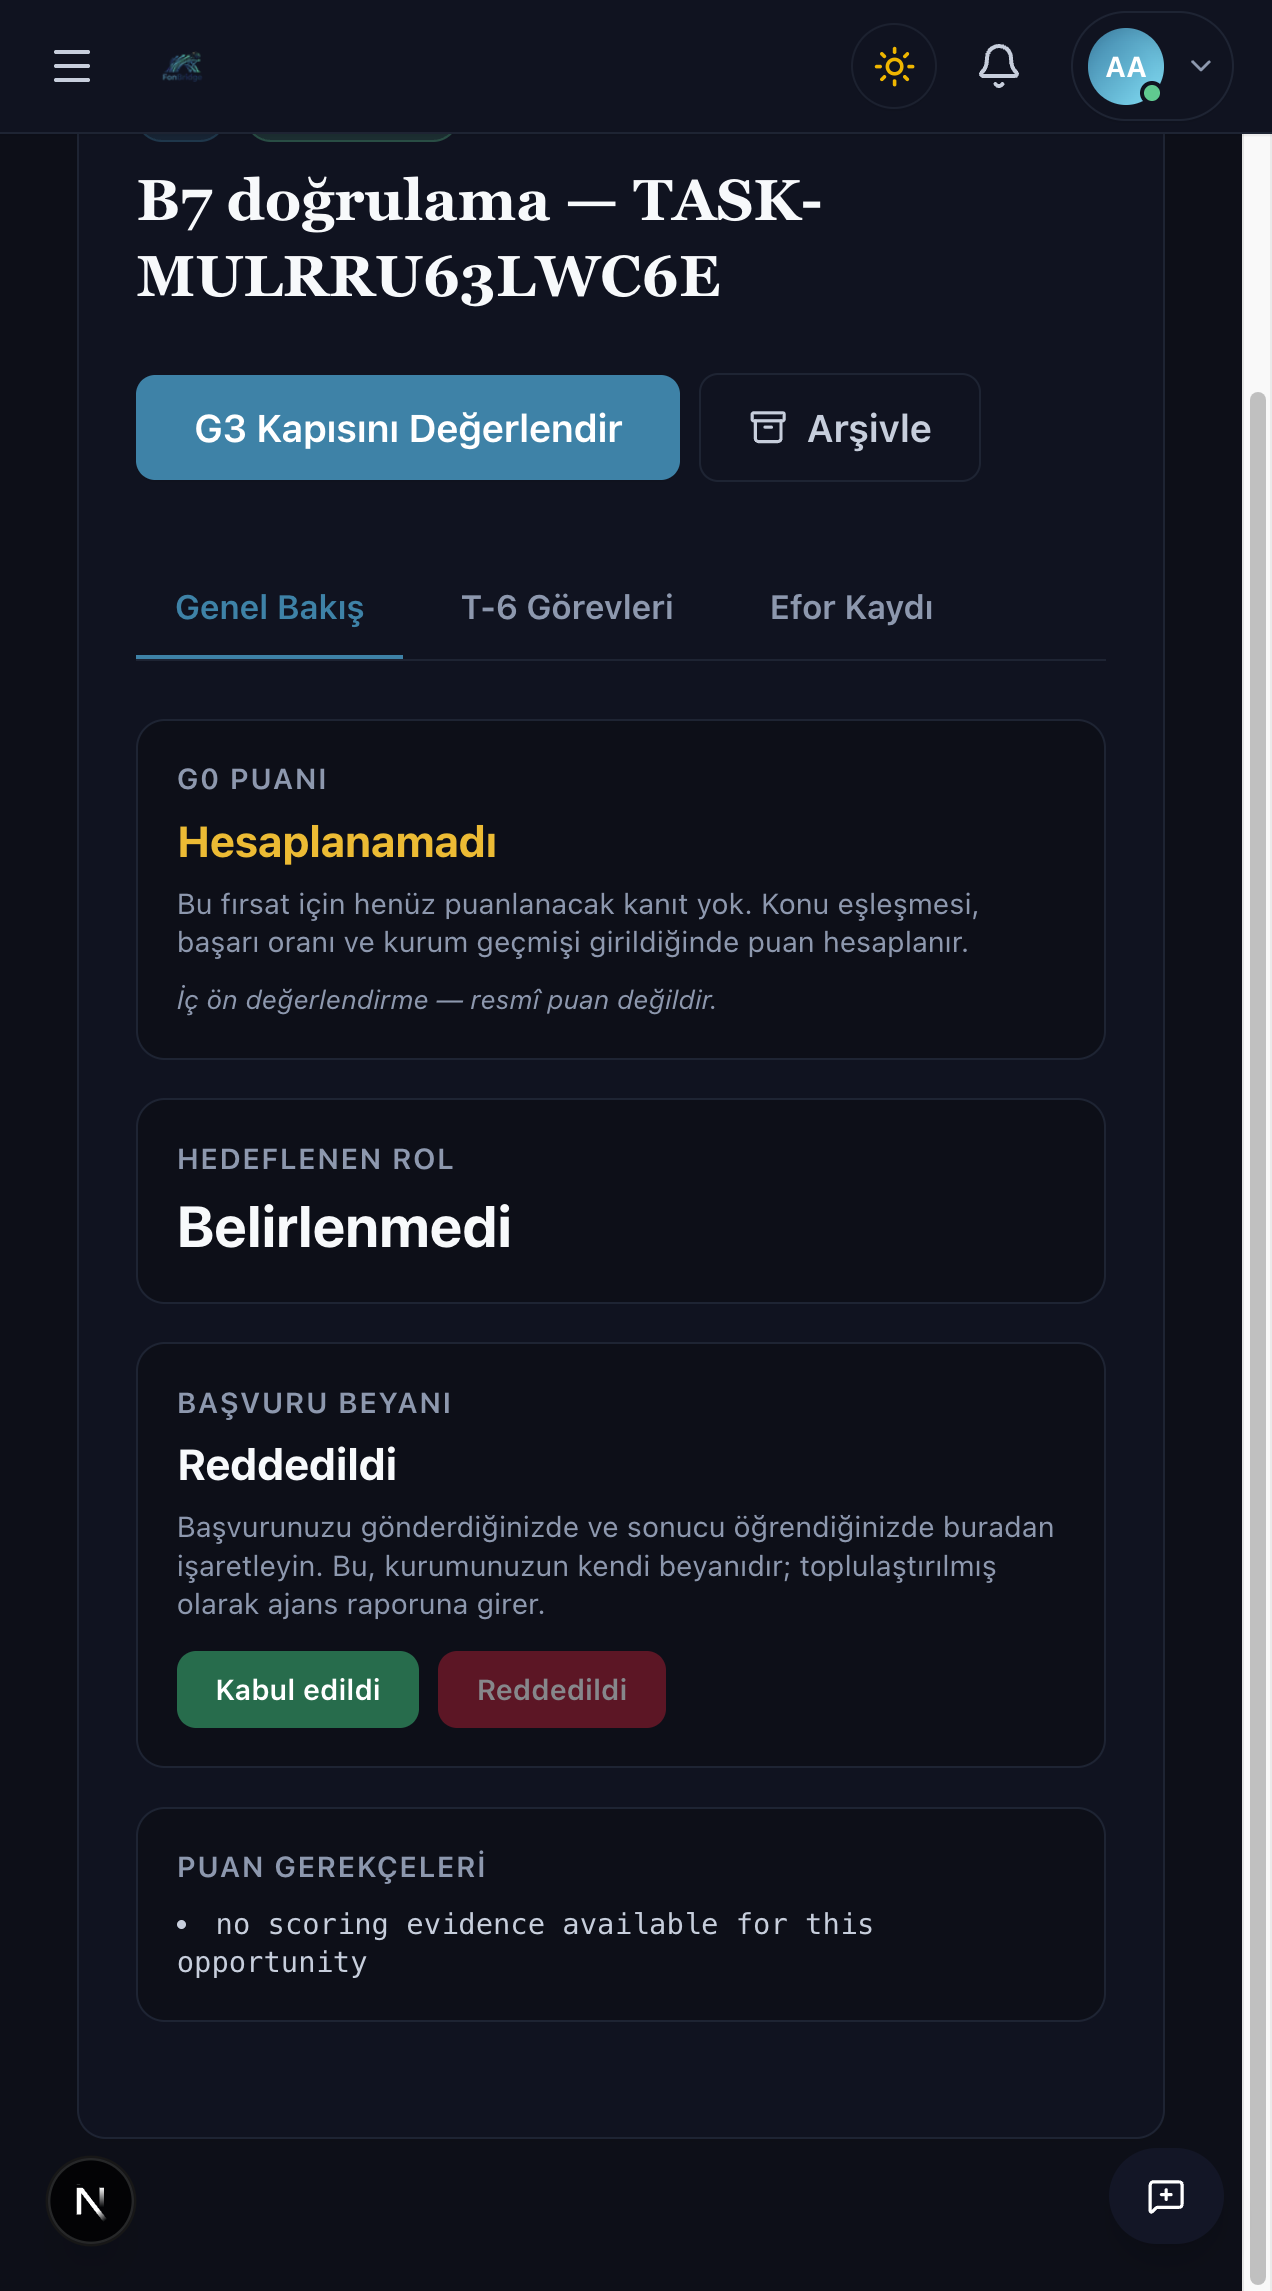 AA
B7 doğrulama — TASK-
MULRRU63LWC6E
G3 Kapısını Değerlendir
Arşivle
Genel Bakış
T-6 Görevleri
Efor Kaydı
G0 PUANI
Hesaplanamadı
Bu fırsat için henüz puanlanacak kanıt yok. Konu eşleşmesi,
başarı oranı ve kurum geçmişi girildiğinde puan hesaplanır.
İç ön değerlendirme — resmî puan değildir.
HEDEFLENEN ROL
Belirlenmedi
BAŞVURU BEYANI
Reddedildi
Başvurunuzu gönderdiğinizde ve sonucu öğrendiğinizde buradan
işaretleyin. Bu, kurumunuzun kendi beyanıdır; toplulaştırılmış
olarak ajans raporuna girer.
Kabul edildi
Reddedildi
PUAN GEREKÇELERİ
• no scoring evidence available for this
opportunity
N